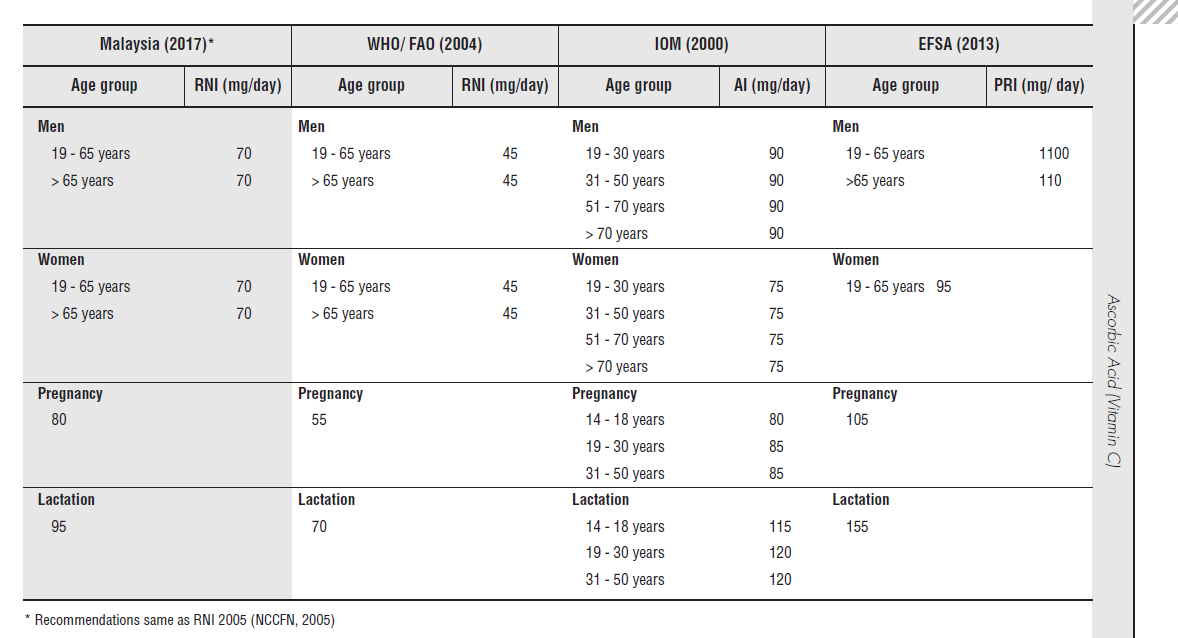 Malaysia (2017)* WHO/ FAO (2004) IOM (2000) EFSA (2013)
Age group RNI (mg/day) Age group RNI (mg/day) Age group AI (mg/day) Age group PRI (mg/ day)
Men Men Men Men
19 - 65 years 70 19 - 65 years 45 19 - 30 years 90 19 - 65 years 1100
> 65 years 70 > 65 years 45 31 - 50 years 90 >65 years 110
51 - 70 years 90
> 70 years 90
Women Women Women Women
19 - 65 years 70 19 - 65 years 45 19 - 30 years 75 19 - 65 years 95
> 65 years 70 > 65 years 45 31 - 50 years 75
51 - 70 years 75
> 70 years 75
Pregnancy Pregnancy Pregnancy Pregnancy
80 55 14 - 18 years 80 105
19 - 30 years 85
31 - 50 years 85
Lactation Lactation Lactation Lactation
95 70 14 - 18 years 115 155
19 - 30 years 120
31 - 50 years 120
* Recommendations same as RNI 2005 (NCCFN, 2005)
Ascorbic Acid (Vitamin C)